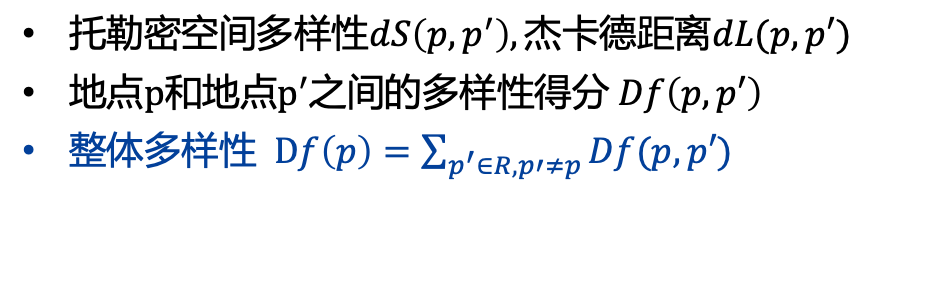 • 托勒密空间多样性dS(p, p′), 杰卡德距离dL(p, p′)
• 地点p和地点p′之间的多样性得分 Df(p, p′)
• 整体多样性 Df(p) = ∑_{p′∈R,p′≠p} Df(p, p′)